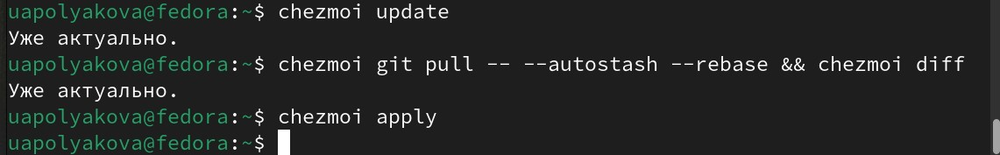 uapolyakova@fedora:~$ chezmoi update
Уже актуально.
uapolyakova@fedora:~$ chezmoi git pull -- --autostash --rebase && chezmoi diff
Уже актуально.
uapolyakova@fedora:~$ chezmoi apply
uapolyakova@fedora:~$